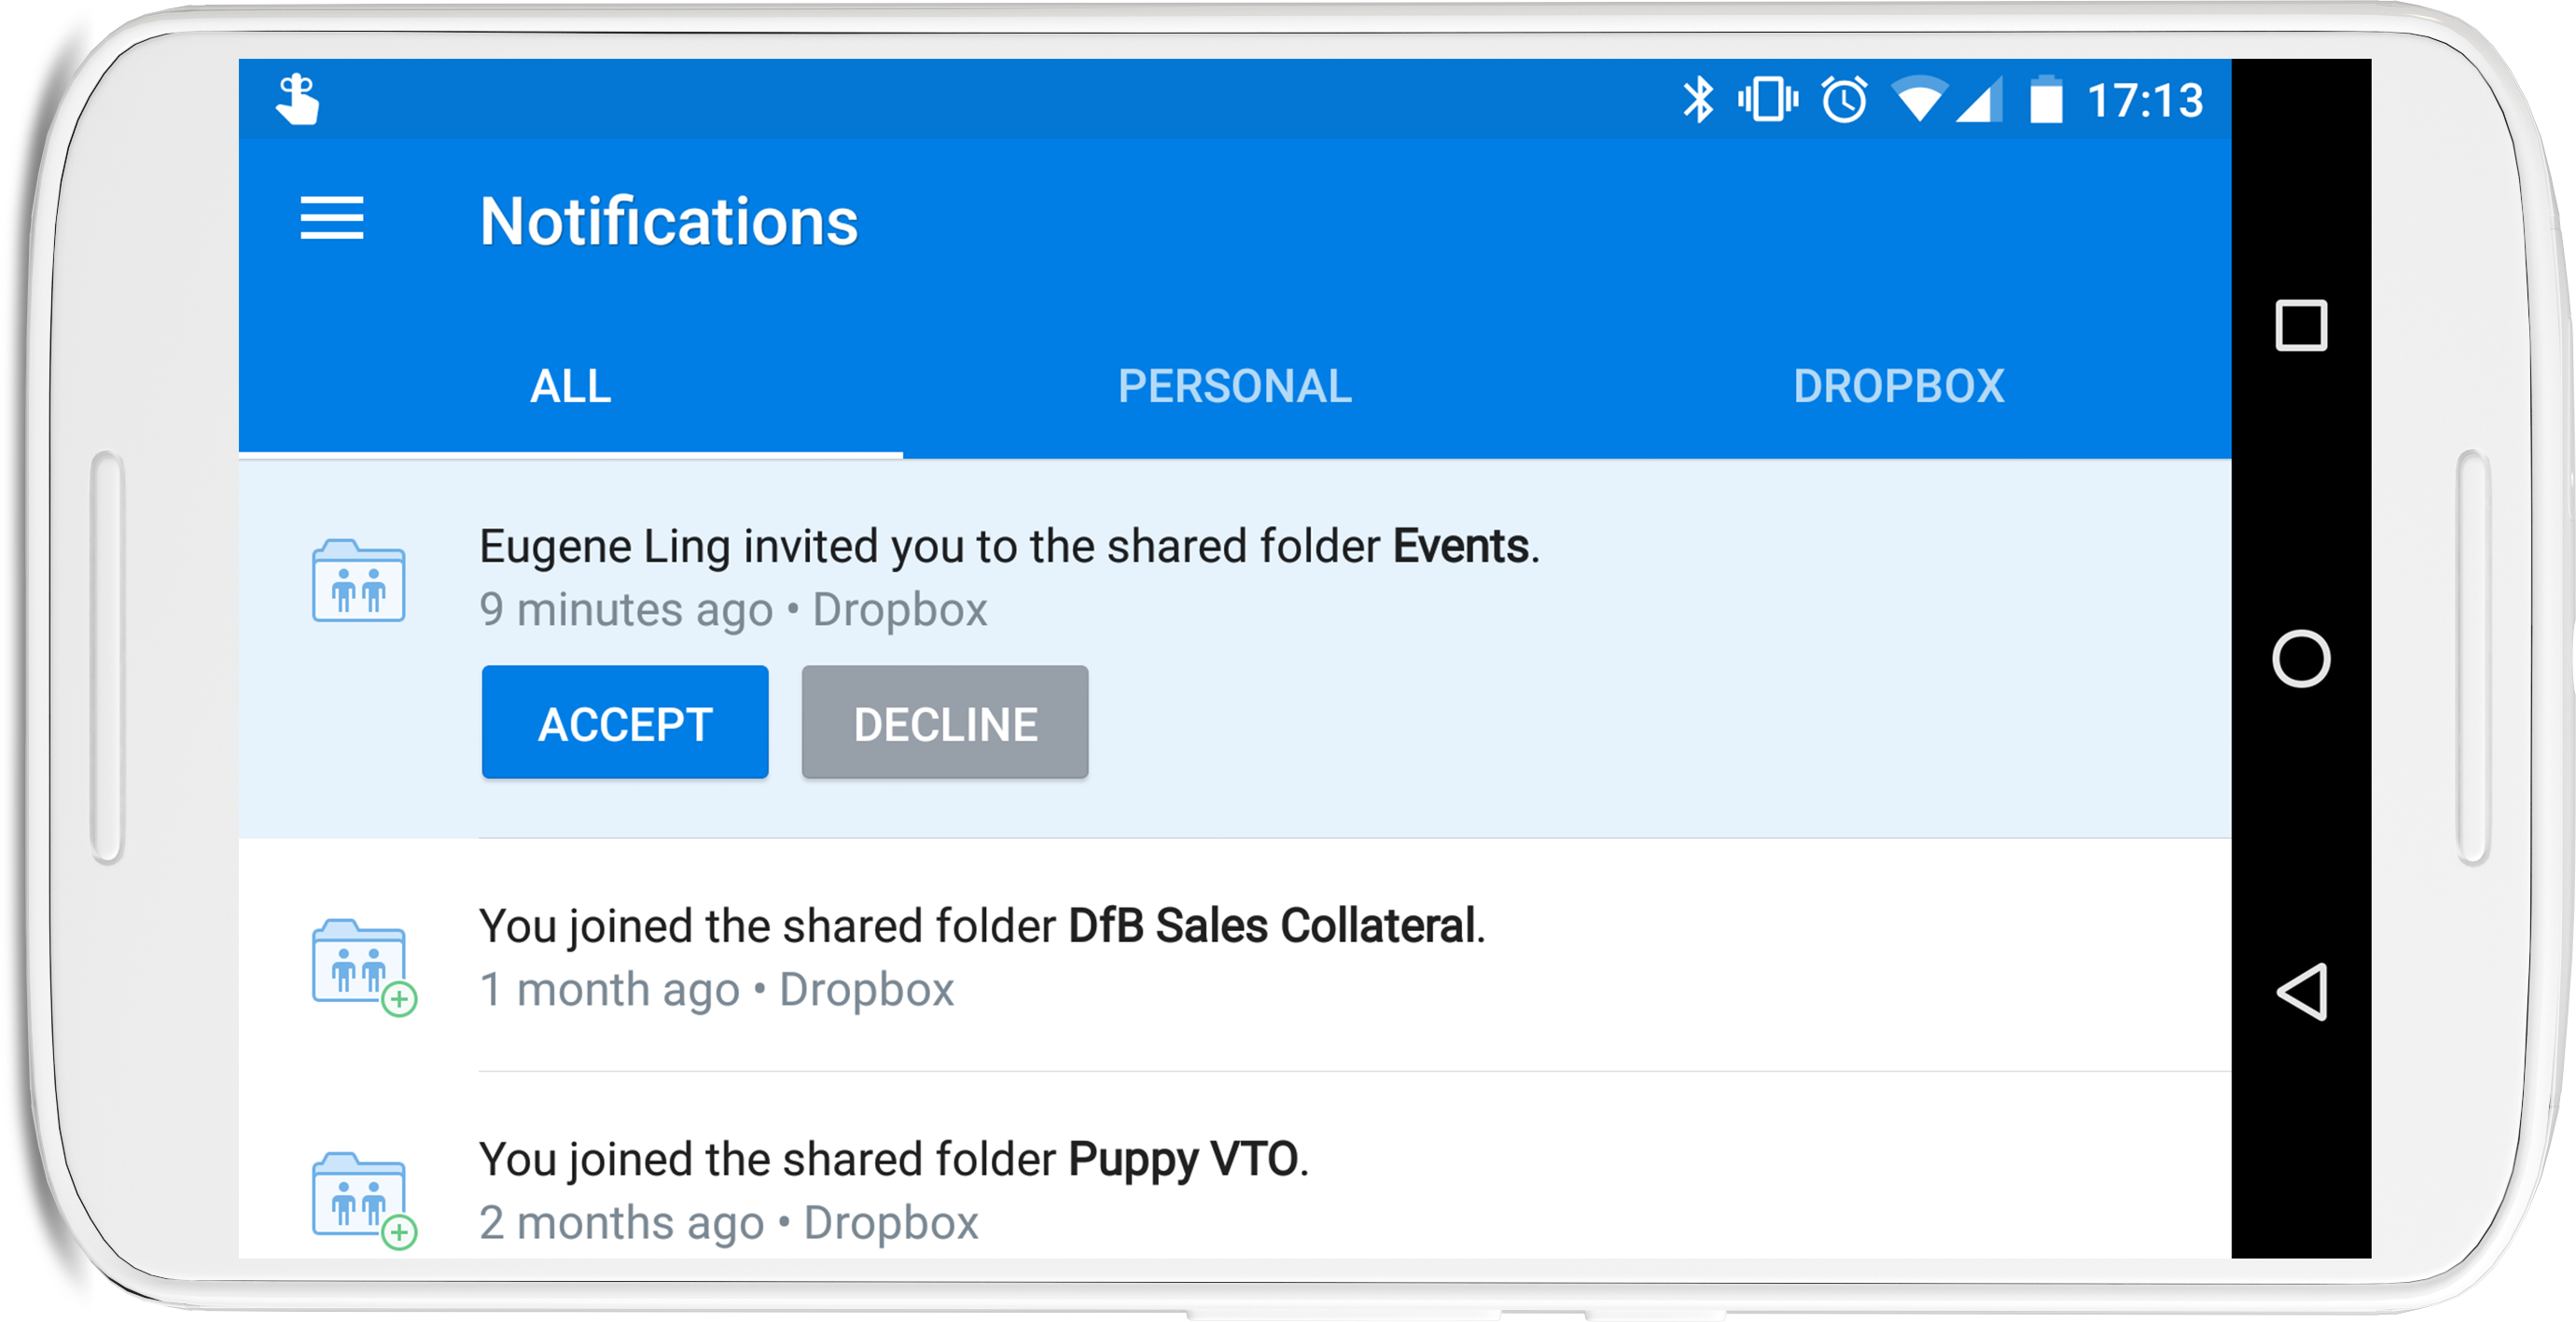 17:13
Notifications
ALL PERSONAL DROPBOX
Eugene Ling invited you to the shared folder Events.
9 minutes ago • Dropbox
ACCEPT DECLINE
You joined the shared folder DfB Sales Collateral.
1 month ago • Dropbox
You joined the shared folder Puppy VTO.
2 months ago • Dropbox